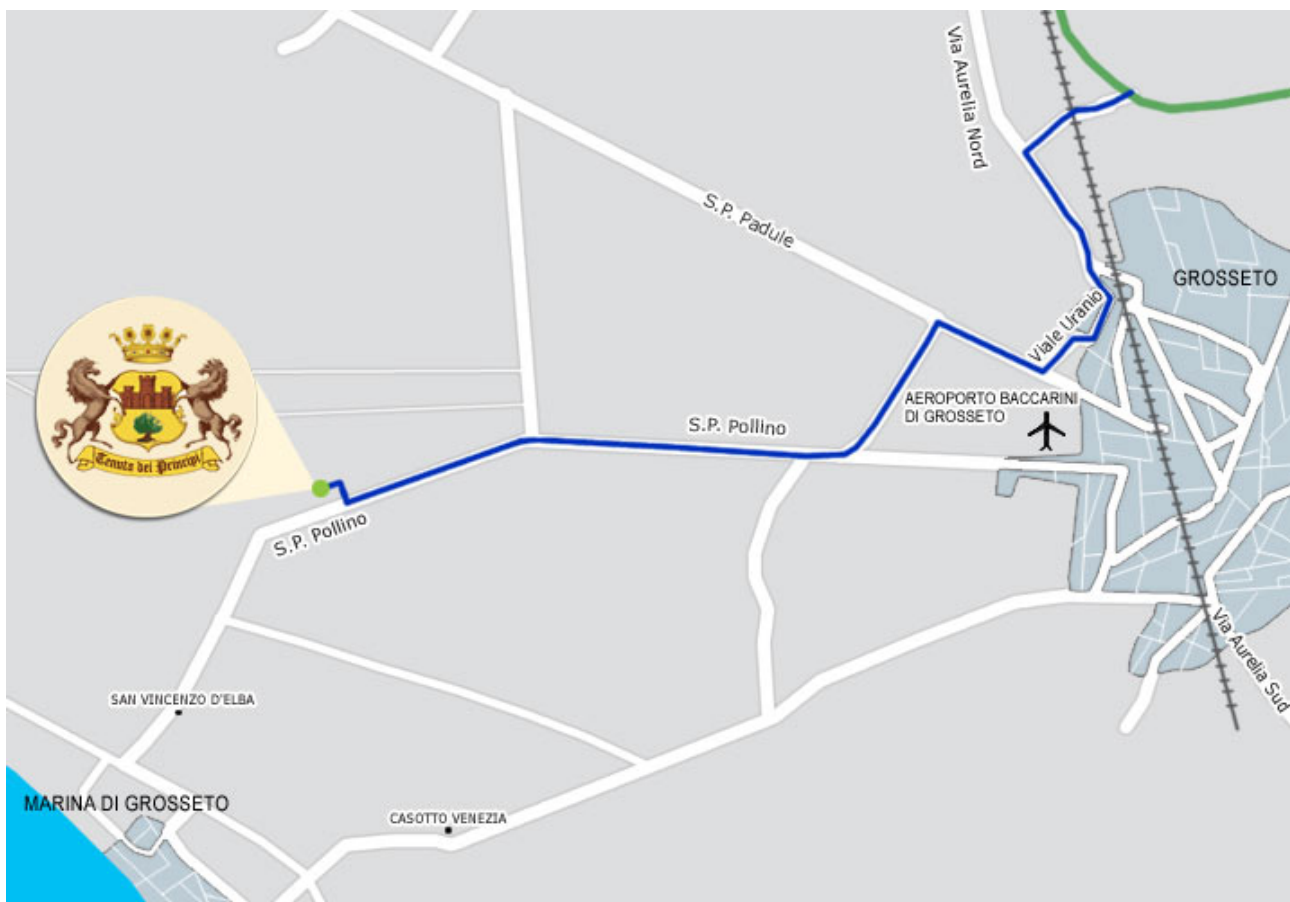 Via Aurelia Nord
S.P. Padule
GROSSETO
Viale Uranio
AEROPORTO BACCARINI
DI GROSSETO
S.P. Pollino
Tenuta dei Principi
S.P. Pollino
Via Aurelia Sud
SAN VINCENZO D'ELBA
MARINA DI GROSSETO
CASOTTO VENEZIA